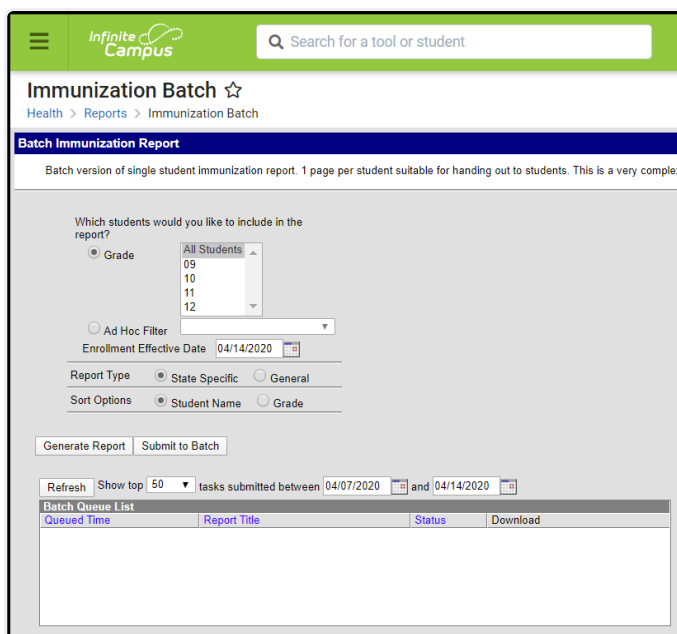 Infinite
Campus
Search for a tool or student
Immunization Batch
Health > Reports > Immunization Batch
Batch Immunization Report
Batch version of single student immunization report. 1 page per student suitable for handing out to students. This is a very comple
Which students would you like to include in the
report?
Grade
All Students
09
10
11
12
Ad Hoc Filter
Enrollment Effective Date 04/14/2020
Report Type State Specific General
Sort Options Student Name Grade
Generate Report Submit to Batch
Refresh Show top 50 tasks submitted between 04/07/2020 and 04/14/2020
Batch Queue List
Queued Time Report Title Status Download